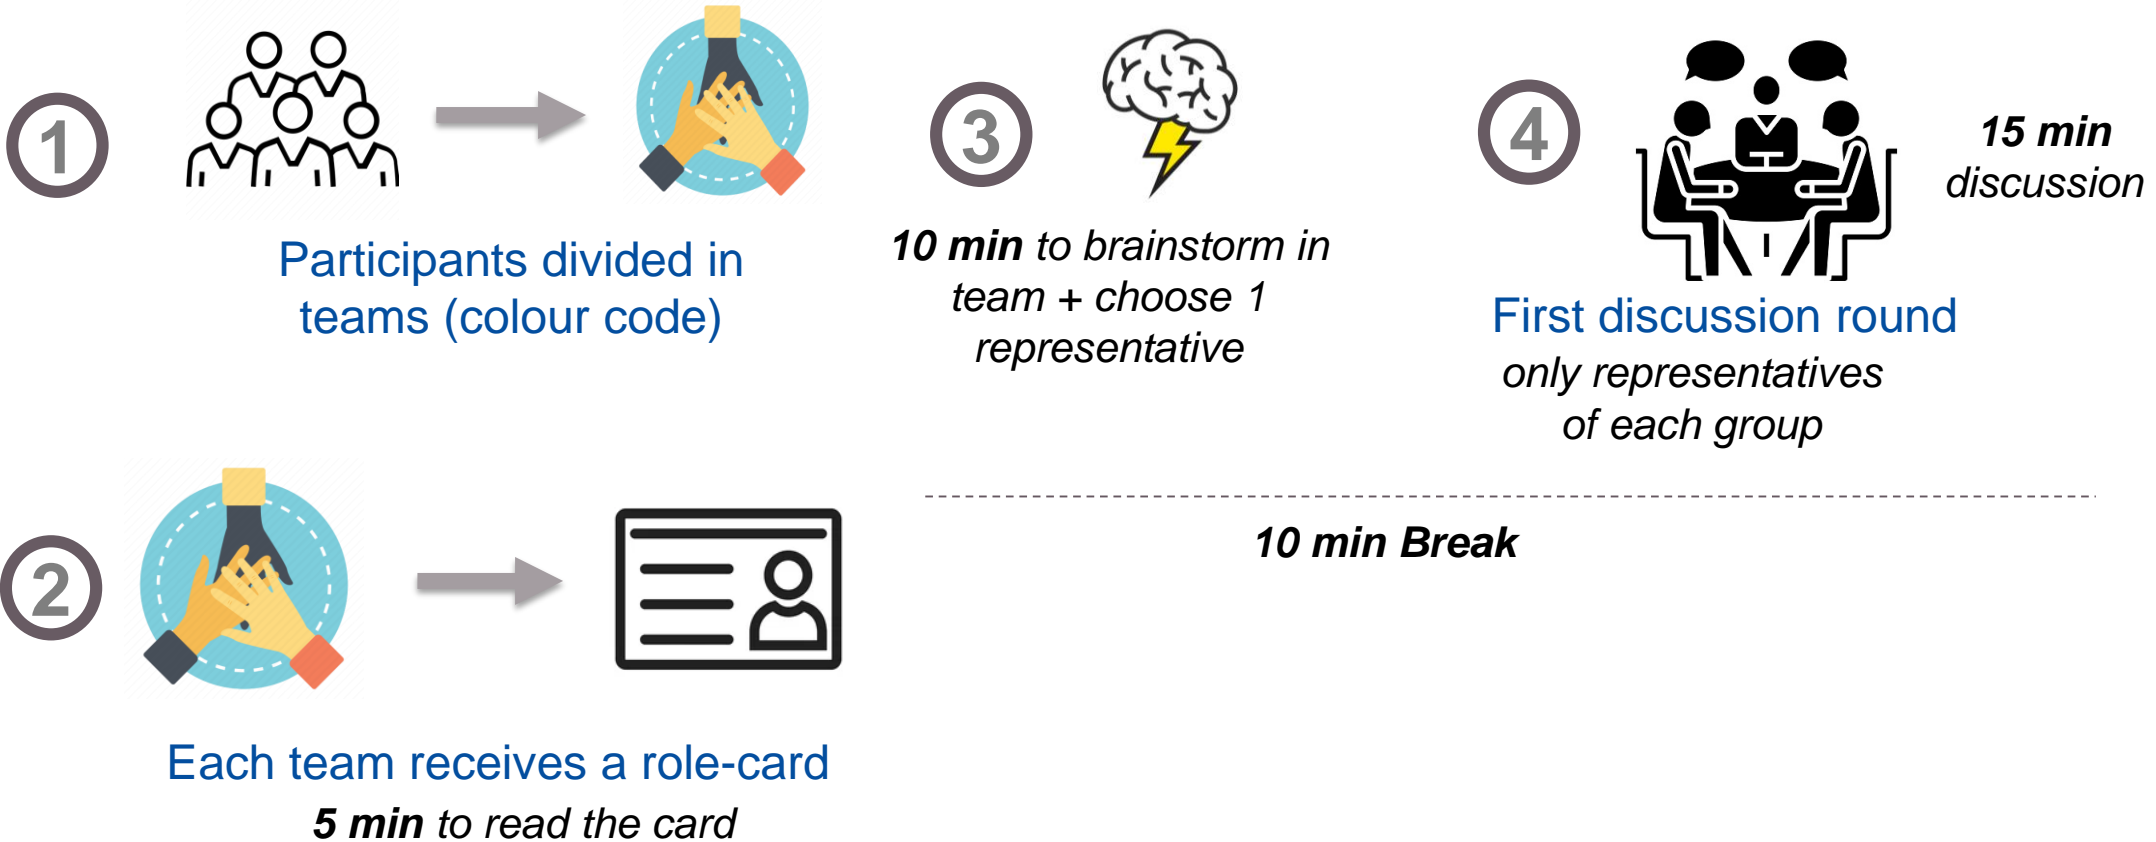 1
Participants divided in
teams (colour code)
2
Each team receives a role-card
5 min to read the card
3
10 min to brainstorm in
team + choose 1
representative
4
15 min
discussion
First discussion round
only representatives
of each group
10 min Break